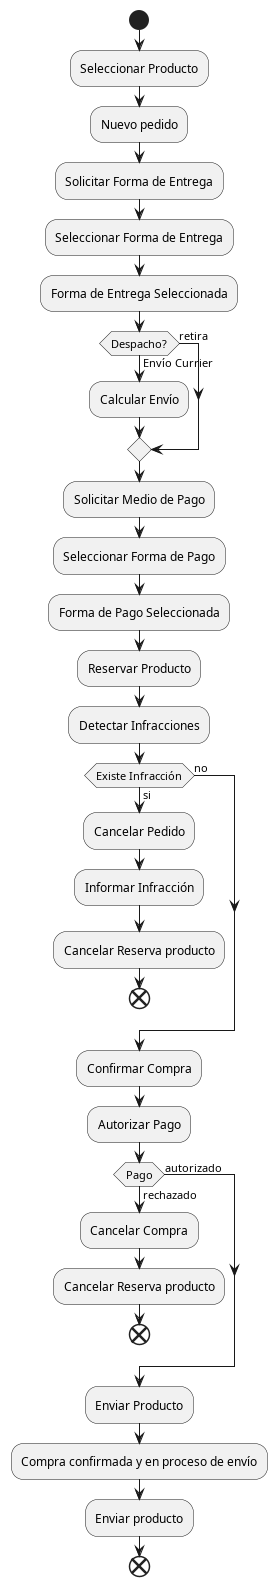 Seleccionar Producto
Nuevo pedido
Solicitar Forma de Entrega
Seleccionar Forma de Entrega
Forma de Entrega Seleccionada
Despacho?
retira
Envío Currier
Calcular Envío
Solicitar Medio de Pago
Seleccionar Forma de Pago
Forma de Pago Seleccionada
Reservar Producto
Detectar Infracciones
Existe Infracción
no
si
Cancelar Pedido
Informar Infracción
Cancelar Reserva producto
Confirmar Compra
Autorizar Pago
Pago
autorizado
rechazado
Cancelar Compra
Cancelar Reserva producto
Enviar Producto
Compra confirmada y en proceso de envío
Enviar producto